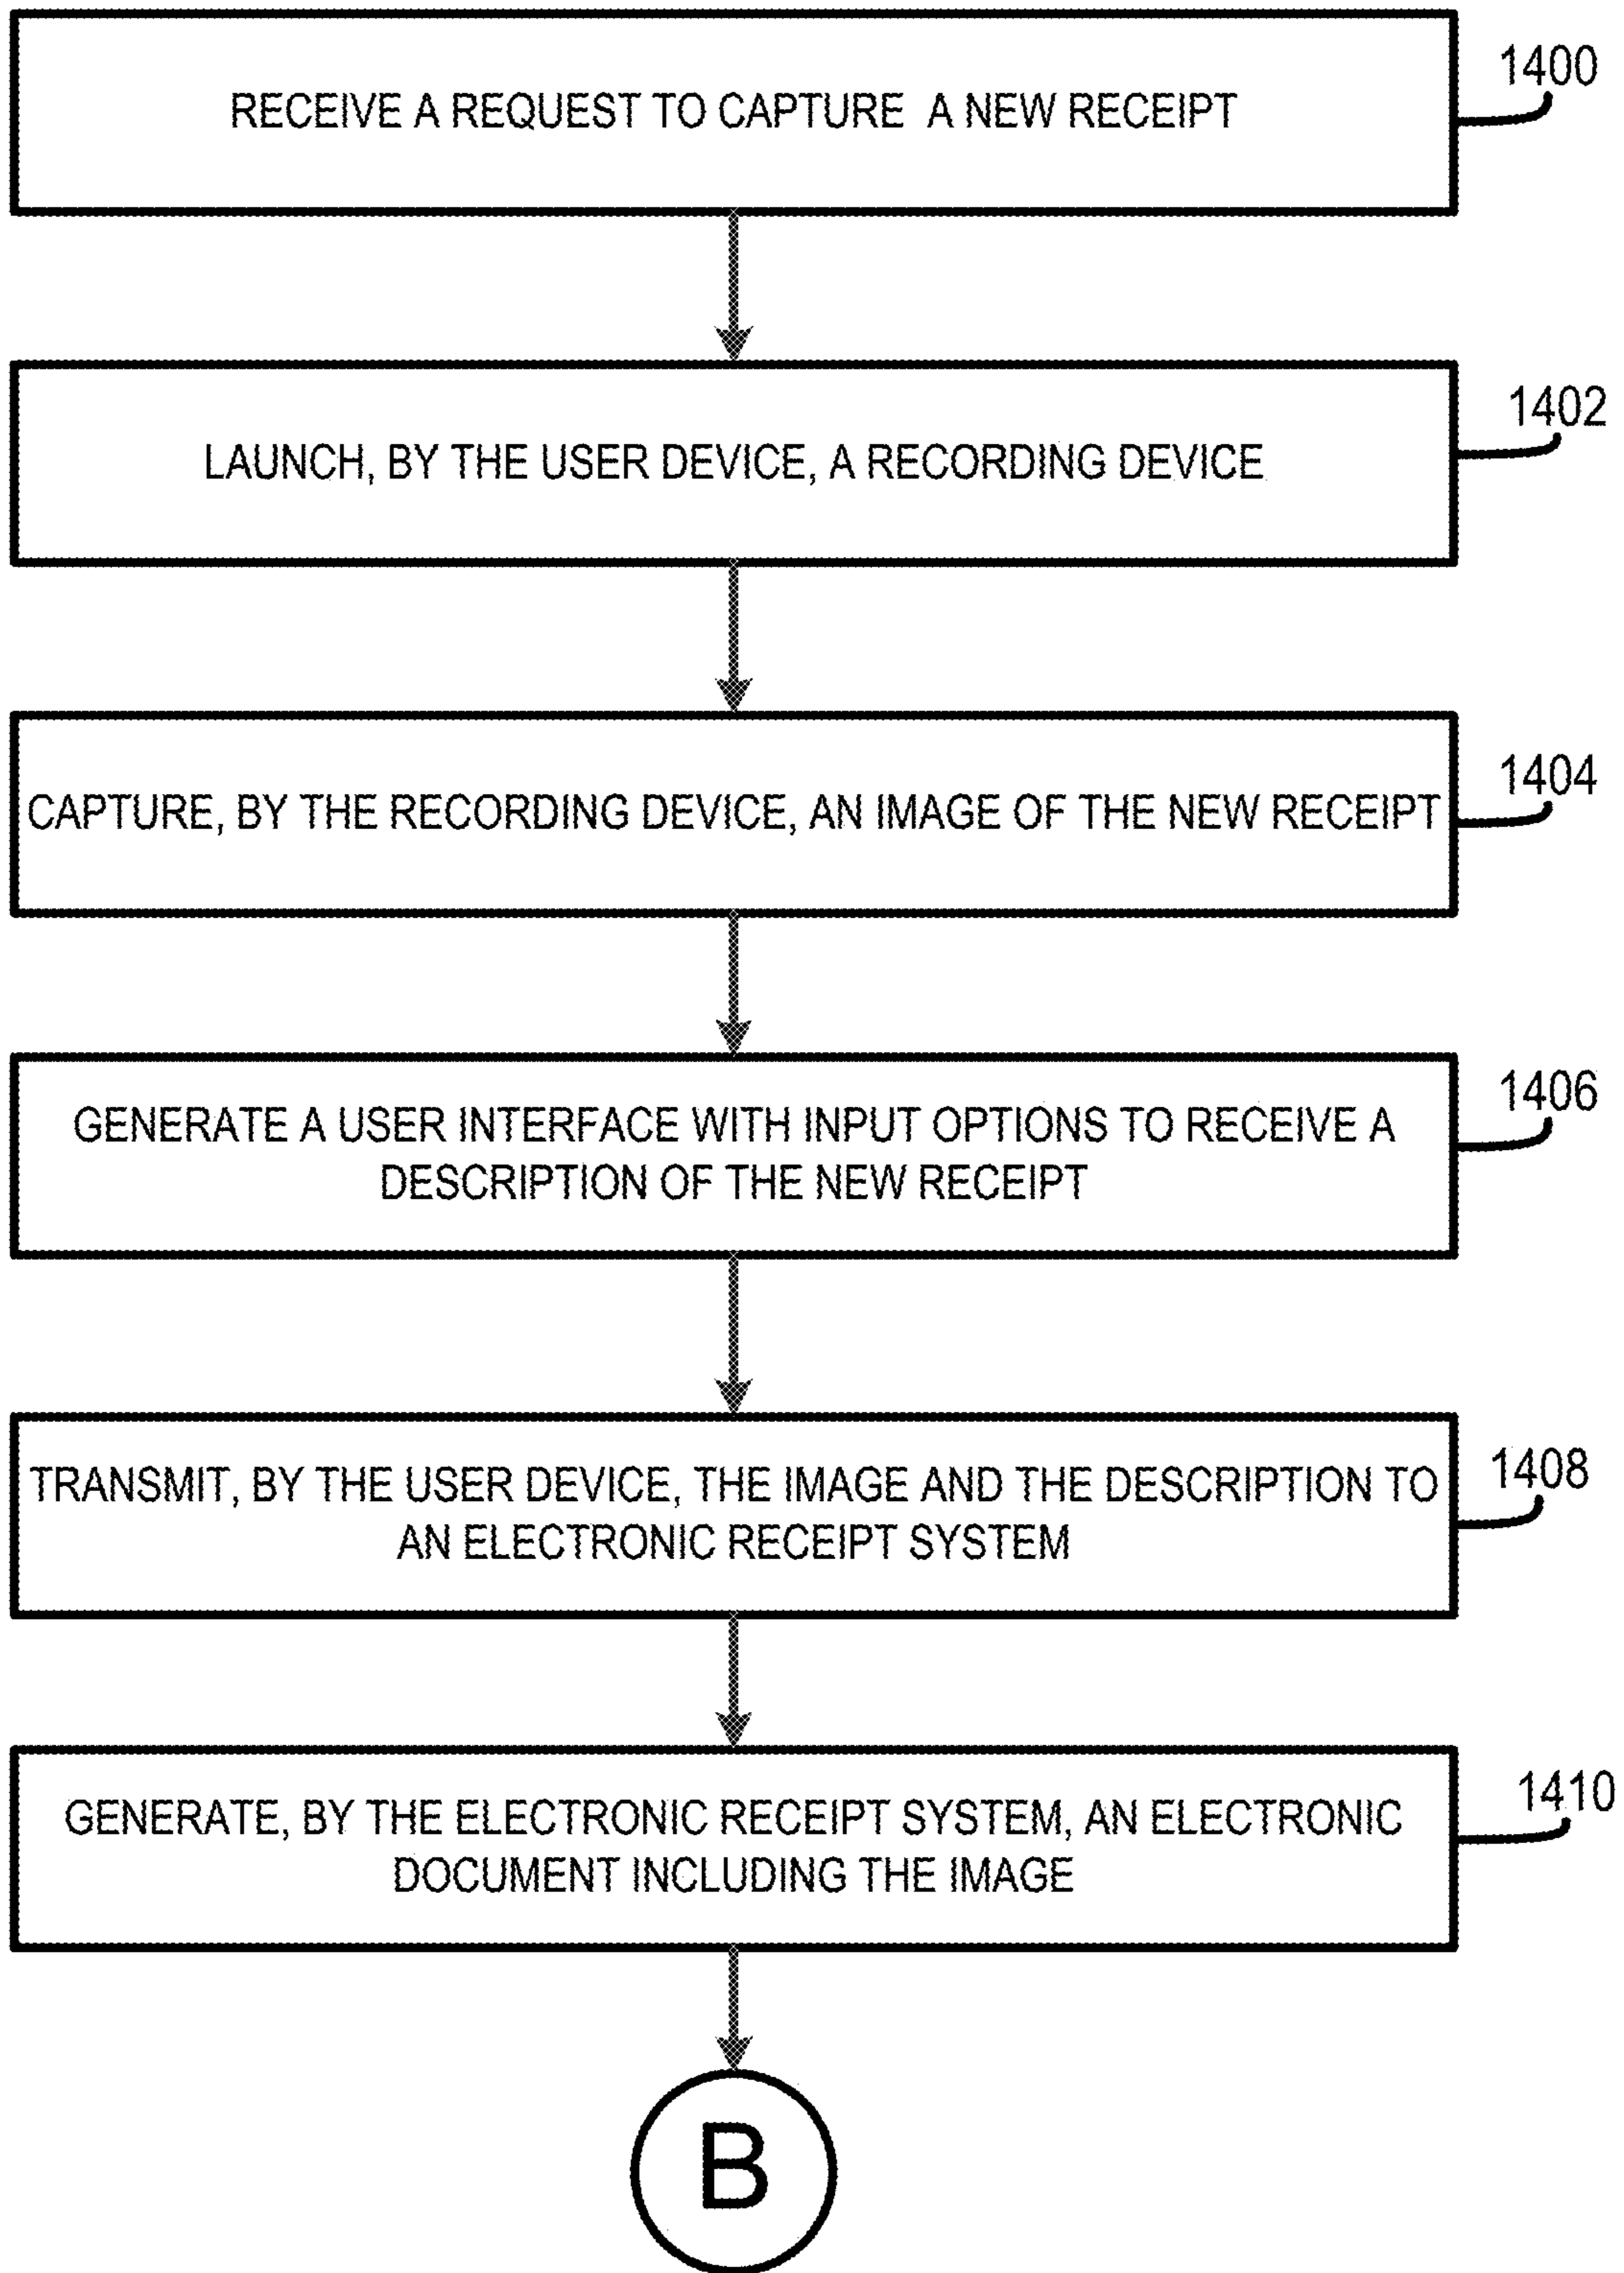 RECEIVE A REQUEST TO CAPTURE A NEW RECEIPT
1400
LAUNCH, BY THE USER DEVICE, A RECORDING DEVICE
1402
CAPTURE, BY THE RECORDING DEVICE, AN IMAGE OF THE NEW RECEIPT
1404
GENERATE A USER INTERFACE WITH INPUT OPTIONS TO RECEIVE A
DESCRIPTION OF THE NEW RECEIPT
1406
TRANSMIT, BY THE USER DEVICE, THE IMAGE AND THE DESCRIPTION TO
AN ELECTRONIC RECEIPT SYSTEM
1408
GENERATE, BY THE ELECTRONIC RECEIPT SYSTEM, AN ELECTRONIC
DOCUMENT INCLUDING THE IMAGE
1410
B